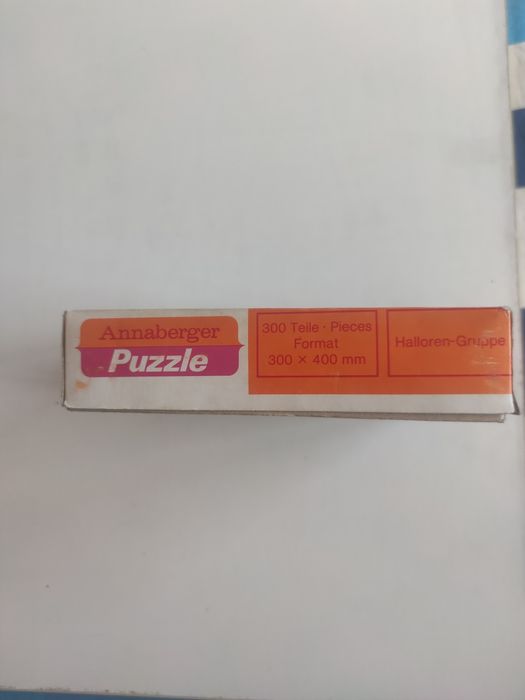 Annaberger
Puzzle
300 Teile · Pieces
Format
300 × 400 mm
Halloren-Gruppe